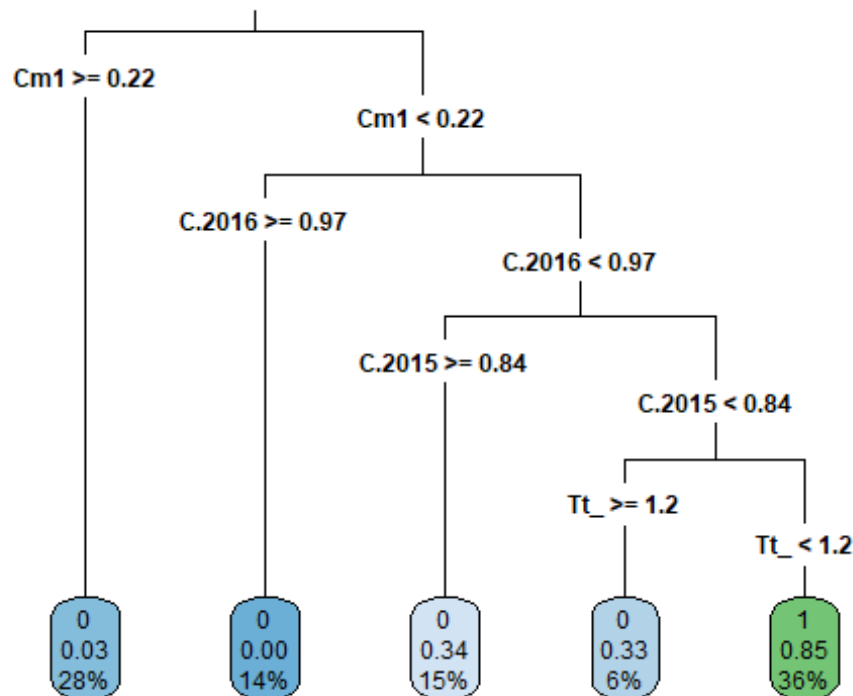 Cm1 >= 0.22
Cm1 < 0.22
C.2016 >= 0.97
C.2016 < 0.97
C.2015 >= 0.84
C.2015 < 0.84
Tt_ >= 1.2
Tt_ < 1.2
0
0.03
28%
0
0.00
14%
0
0.34
15%
0
0.33
6%
1
0.85
36%